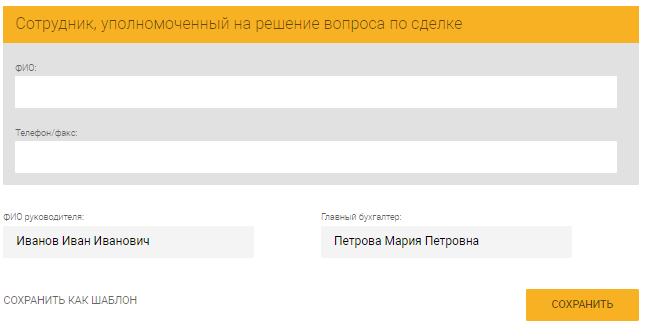 Сотрудник, уполномоченный на решение вопроса по сделке
ФИО:
Телефон/факс:
ФИО руководителя:
Главный бухгалтер:
Иванов Иван Иванович
Петрова Мария Петровна
СОХРАНИТЬ КАК ШАБЛОН
СОХРАНИТЬ